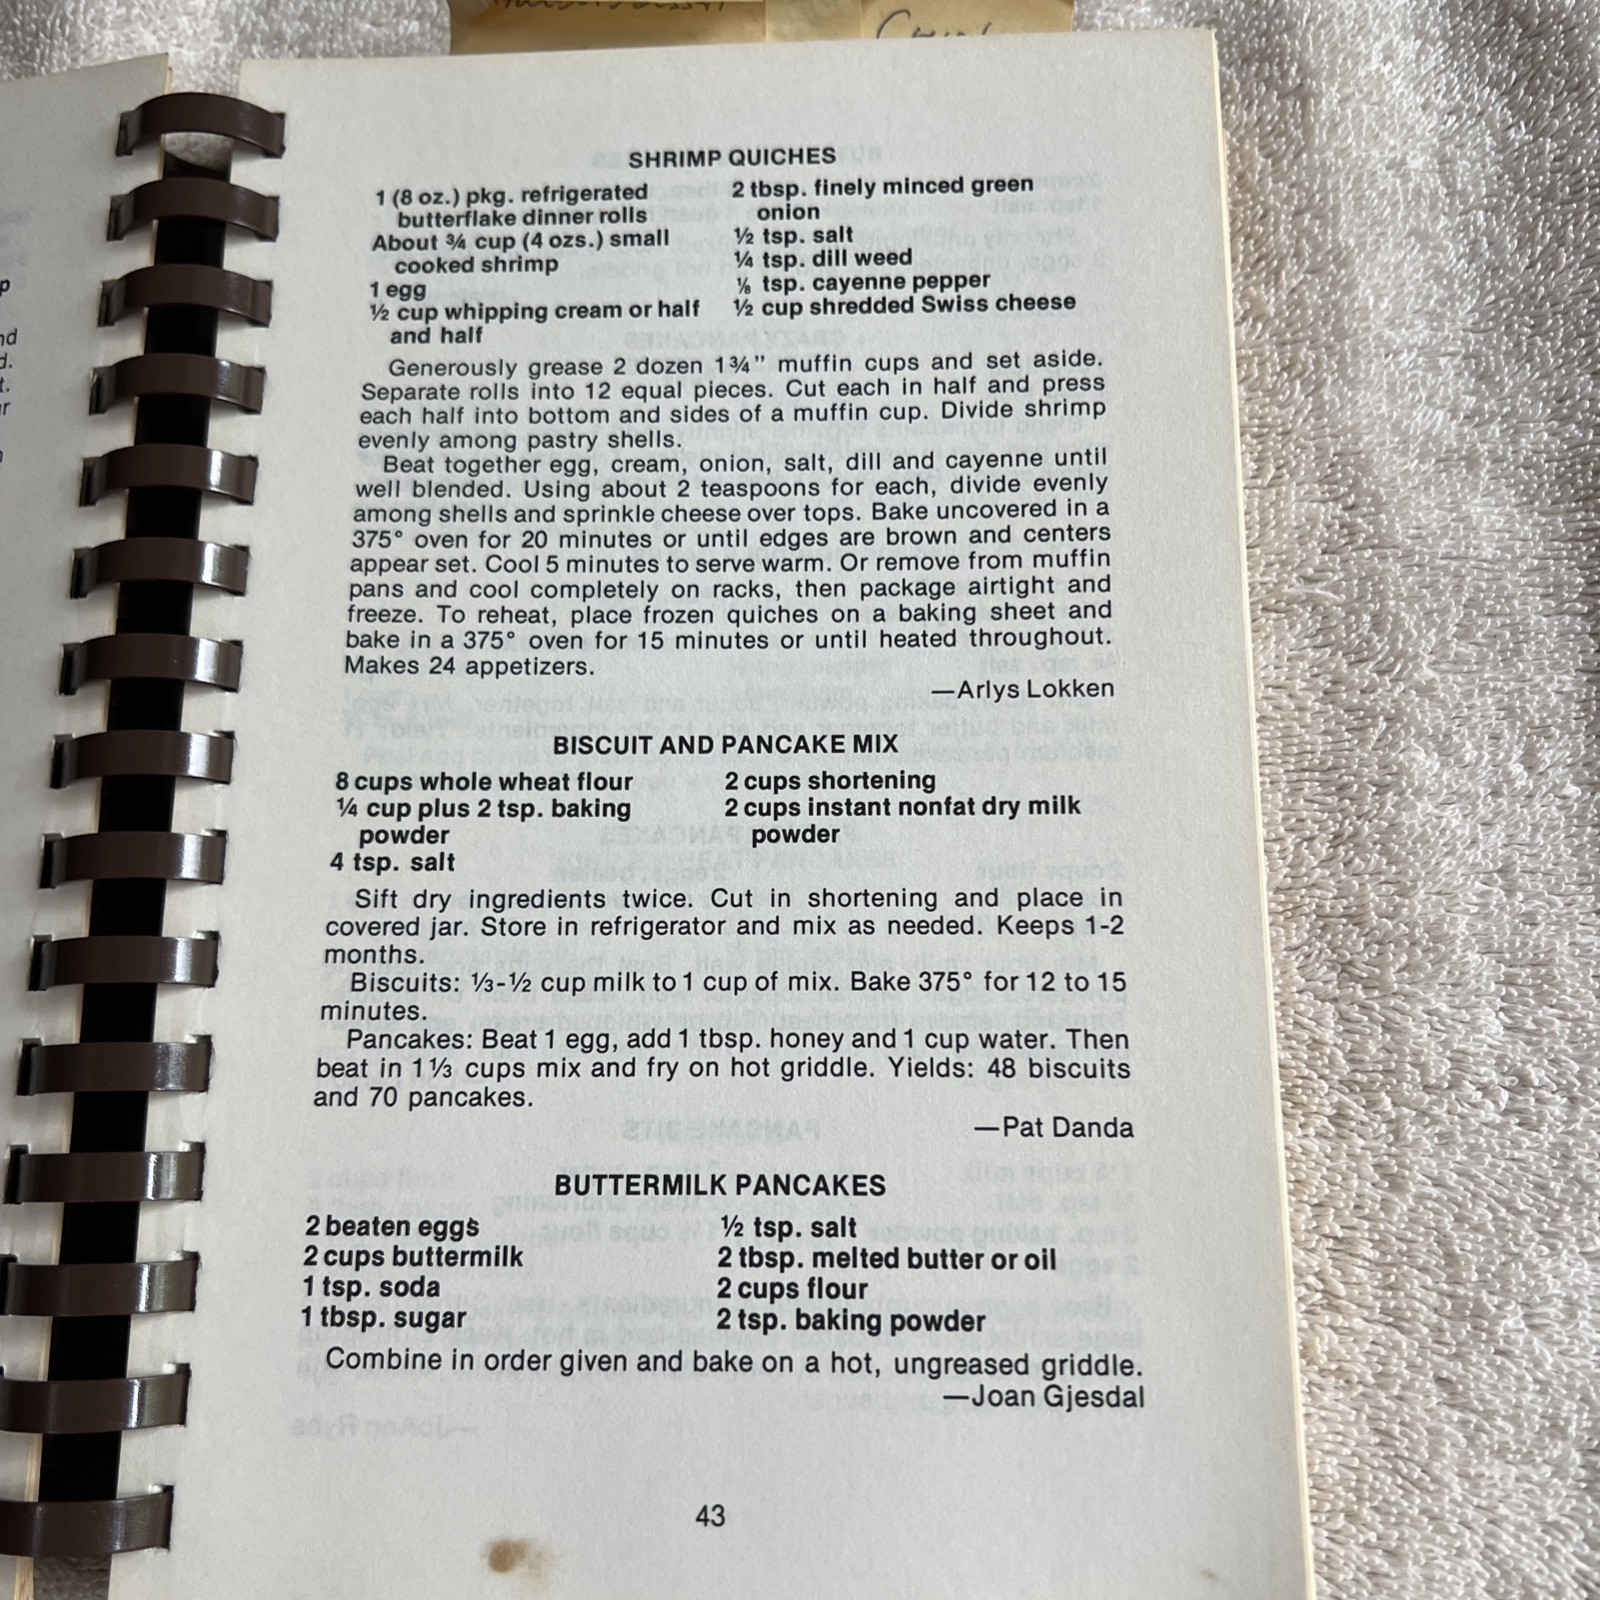 SHRIMP QUICHES
1 (8 oz.) pkg. refrigerated
butterflake dinner rolls
About ¾ cup (4 ozs.) small
cooked shrimp
1 egg
½ cup whipping cream or half
and half
2 tbsp. finely minced green
onion
½ tsp. salt
¼ tsp. dill weed
⅛ tsp. cayenne pepper
½ cup shredded Swiss cheese
Generously grease 2 dozen 1¾" muffin cups and set aside.
Separate rolls into 12 equal pieces. Cut each in half and press
each half into bottom and sides of a muffin cup. Divide shrimp
evenly among pastry shells.
Beat together egg, cream, onion, salt, dill and cayenne until
well blended. Using about 2 teaspoons for each, divide evenly
among shells and sprinkle cheese over tops. Bake uncovered in a
375° oven for 20 minutes or until edges are brown and centers
appear set. Cool 5 minutes to serve warm. Or remove from muffin
pans and cool completely on racks, then package airtight and
freeze. To reheat, place frozen quiches on a baking sheet and
bake in a 375° oven for 15 minutes or until heated throughout.
Makes 24 appetizers.
—Arlys Lokken
BISCUIT AND PANCAKE MIX
8 cups whole wheat flour
¼ cup plus 2 tsp. baking
powder
4 tsp. salt
2 cups shortening
2 cups instant nonfat dry milk
powder
Sift dry ingredients twice. Cut in shortening and place in
covered jar. Store in refrigerator and mix as needed. Keeps 1-2
months.
Biscuits: ⅓-½ cup milk to 1 cup of mix. Bake 375° for 12 to 15
minutes.
Pancakes: Beat 1 egg, add 1 tbsp. honey and 1 cup water. Then
beat in 1⅓ cups mix and fry on hot griddle. Yields: 48 biscuits
and 70 pancakes.
—Pat Danda
BUTTERMILK PANCAKES
2 beaten eggs
2 cups buttermilk
1 tsp. soda
1 tbsp. sugar
½ tsp. salt
2 tbsp. melted butter or oil
2 cups flour
2 tsp. baking powder
Combine in order given and bake on a hot, ungreased griddle.
—Joan Gjesdal
43